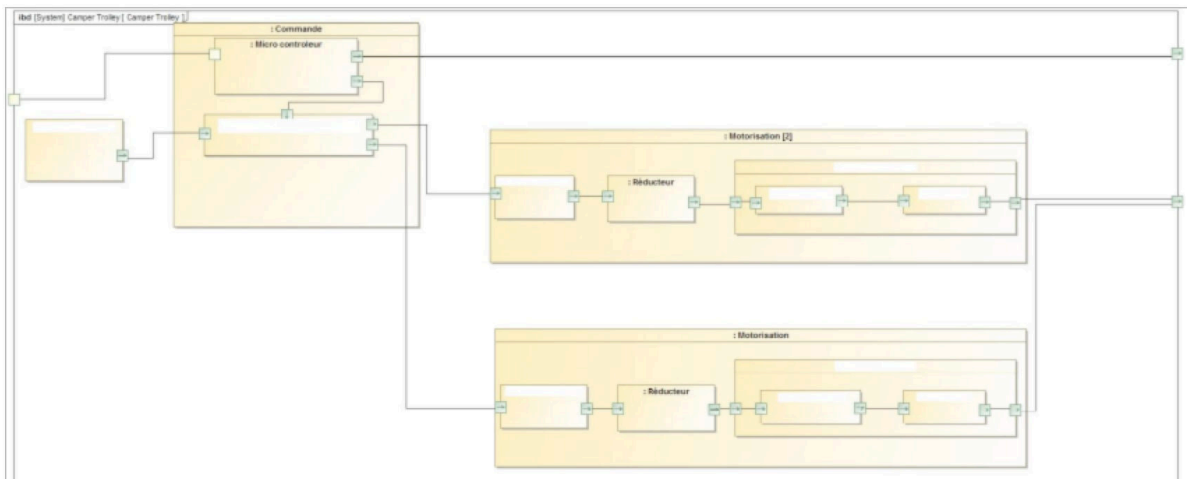 ibd [System] Camper Trolley [ Camper Trolley ]
: Commande
: Micro controleur
: Motorisation [2]
: Réducteur
: Motorisation
: Réducteur